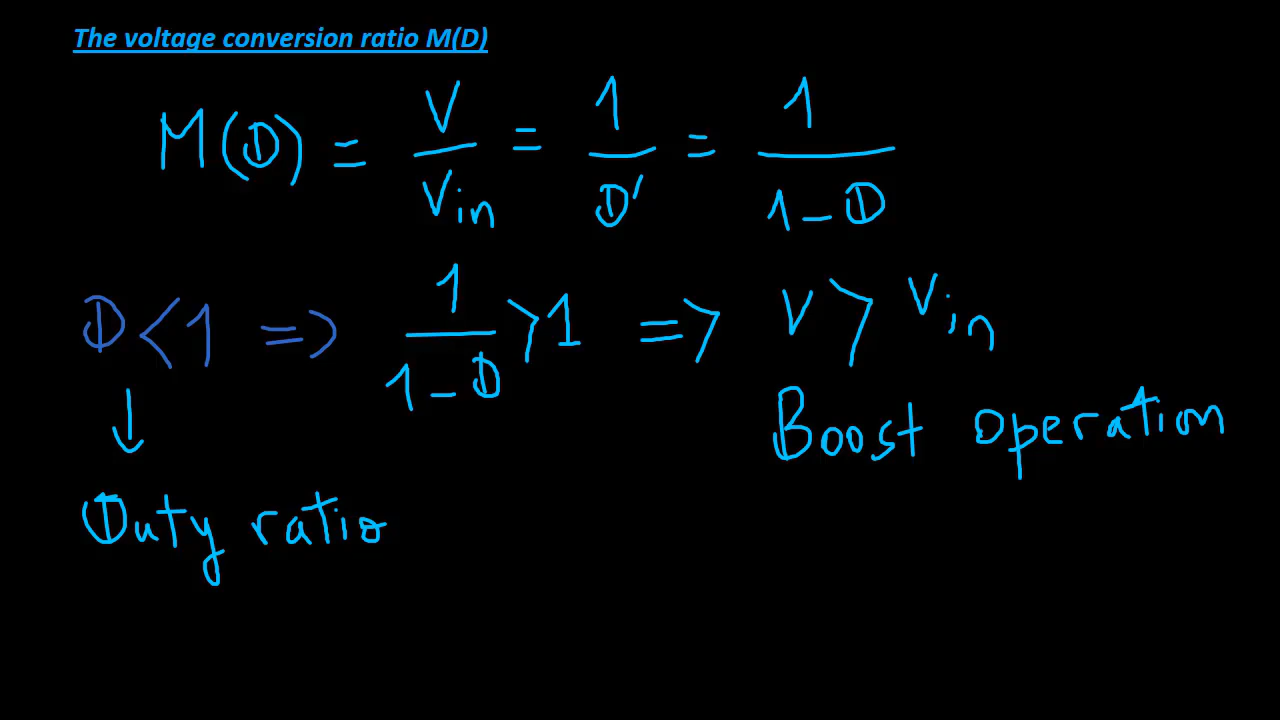 The voltage conversion ratio M(D)
M(D) = V/Vin = 1/D' = 1/1-D
D < 1 => 1/1-D > 1 => V > Vin
Boost operation
Duty ratio